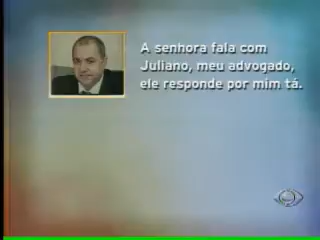 A senhora fala com
Juliano, meu advogado,
ele responde por mim tá.